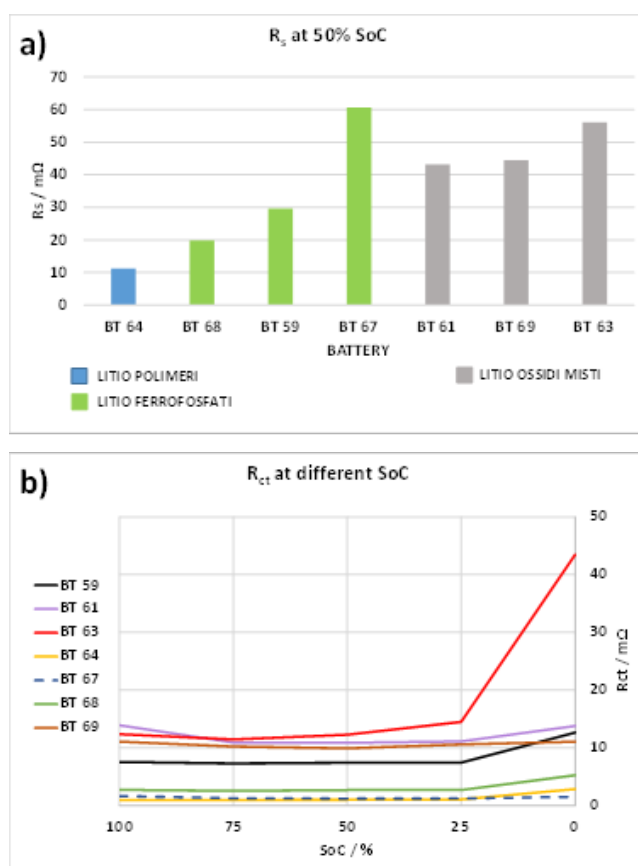 a)
Rₛ at 50% SoC
70
60
50
40
30
20
10
0
Rs / mΩ
BT 64 BT 68 BT 59 BT 67 BT 61 BT 69 BT 63
BATTERY
LITIO POLIMERI
LITIO OSSIDI MISTI
LITIO FERROFOSFATI
b)
R_ct at different SoC
50
40
30
20
10
0
Rct / mΩ
BT 59
BT 61
BT 63
BT 64
BT 67
BT 68
BT 69
100 75 50 25 0
SoC / %